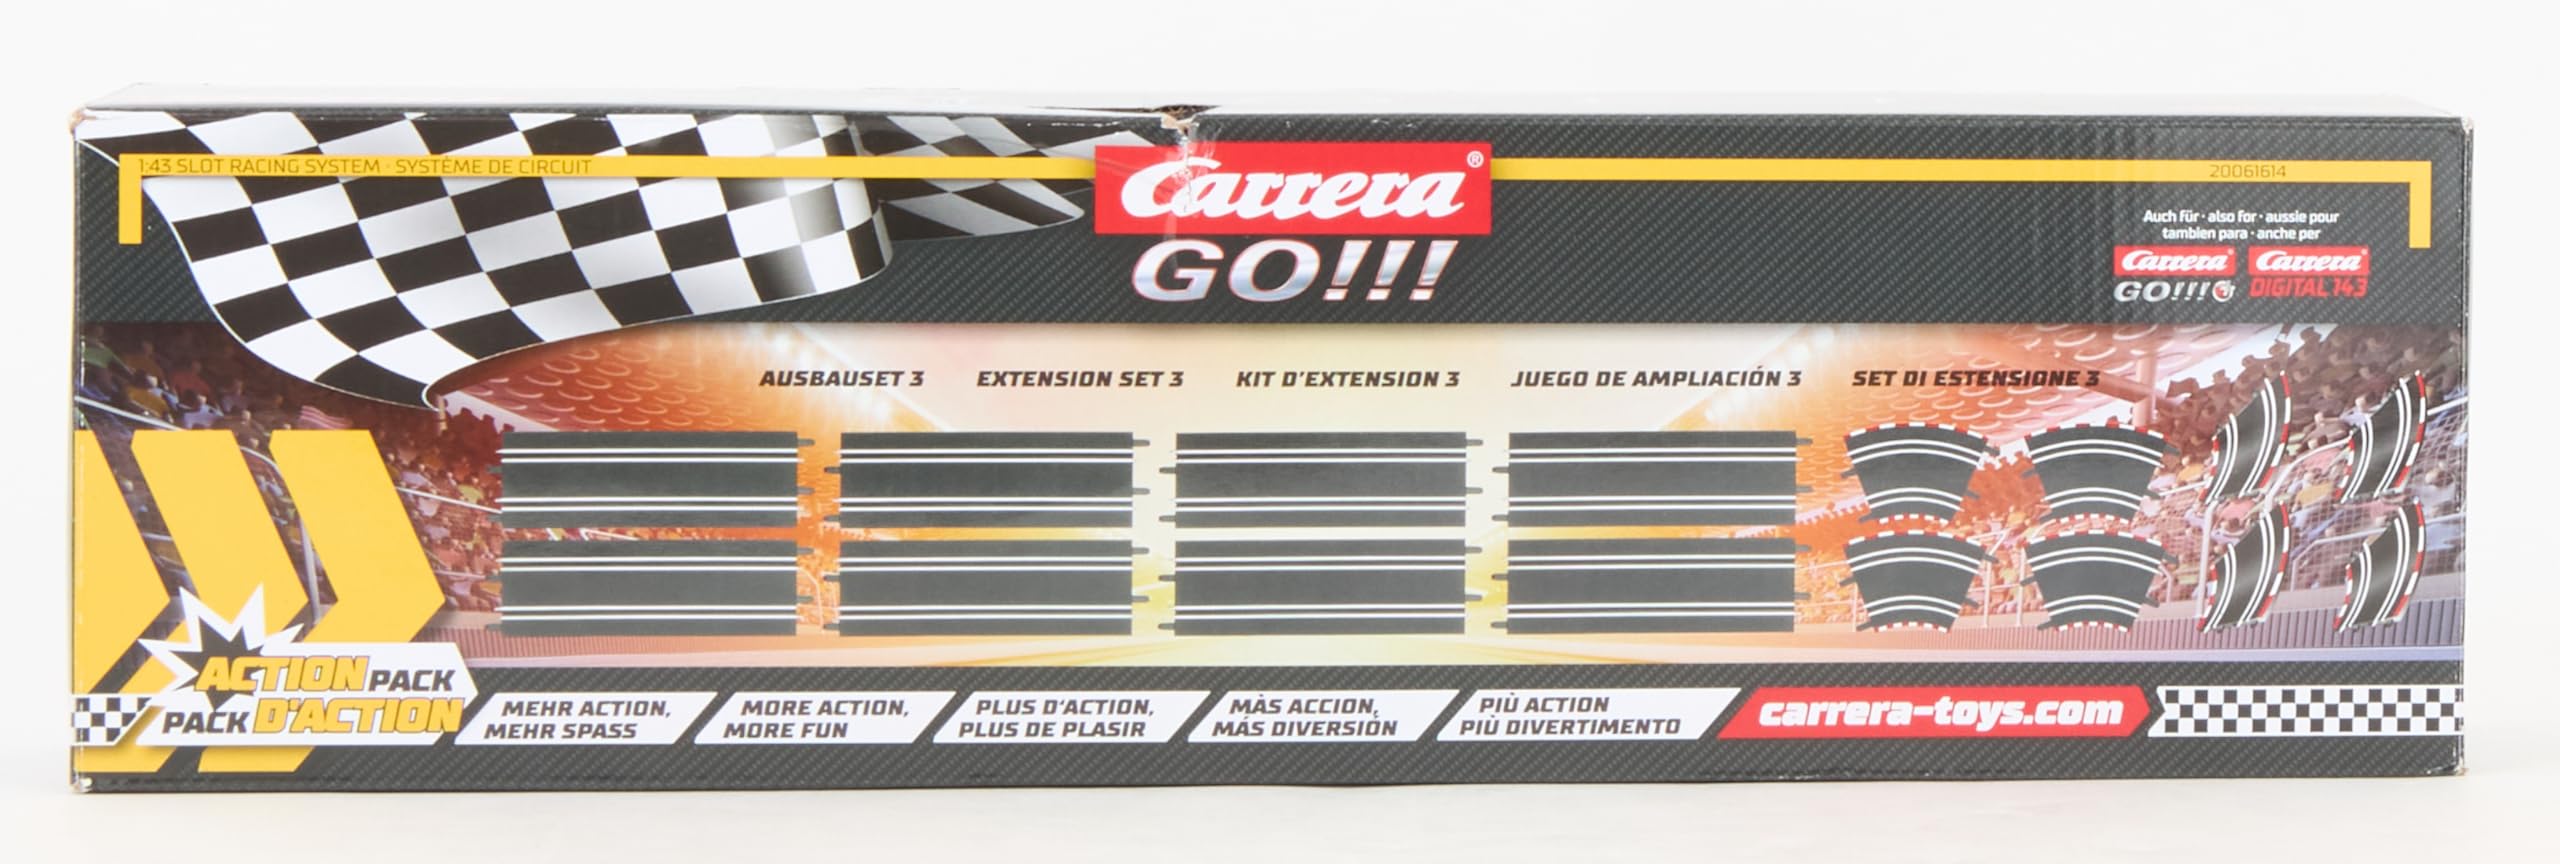 1:43 SLOT RACING SYSTEM · SYSTÈME DE CIRCUIT
20061614
Carrera®
GO!!!
Auch für · also for · aussie pour
tambien para · anche per
Carrera Carrera
GO!!! DIGITAL 143
AUSBAUSET 3 EXTENSION SET 3 KIT D'EXTENSION 3 JUEGO DE AMPLIACIÓN 3 SET DI ESTENSIONE 3
ACTION PACK
PACK D'ACTION
MEHR ACTION,
MEHR SPASS
MORE ACTION,
MORE FUN
PLUS D'ACTION,
PLUS DE PLASIR
MÀS ACCION,
MÁS DIVERSIÓN
PIÙ ACTION
PIÙ DIVERTIMENTO
carrera-toys.com